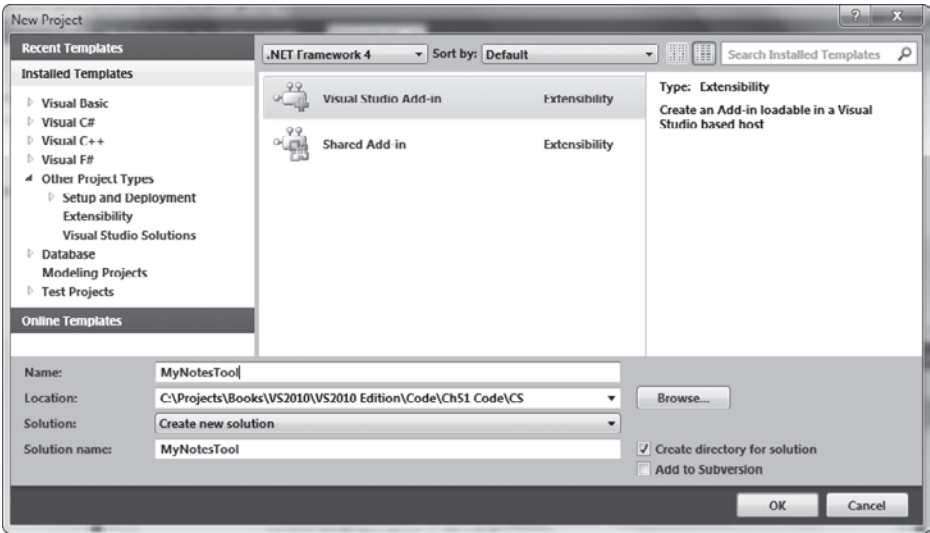 New Project
Recent Templates
Installed Templates
Visual Basic
Visual C#
Visual C++
Visual F#
Other Project Types
Setup and Deployment
Extensibility
Visual Studio Solutions
Database
Modeling Projects
Test Projects
Online Templates
.NET Framework 4 Sort by: Default Search Installed Templates
Visual Studio Add-in Extensibility
Shared Add-in Extensibility
Type: Extensibility
Create an Add-in loadable in a Visual
Studio based host
Name: MyNotesTool
Location: C:\Projects\Books\VS2010\VS2010 Edition\Code\Ch51 Code\CS Browse...
Solution: Create new solution
Solution name: MyNotesTool
Create directory for solution
Add to Subversion
OK Cancel